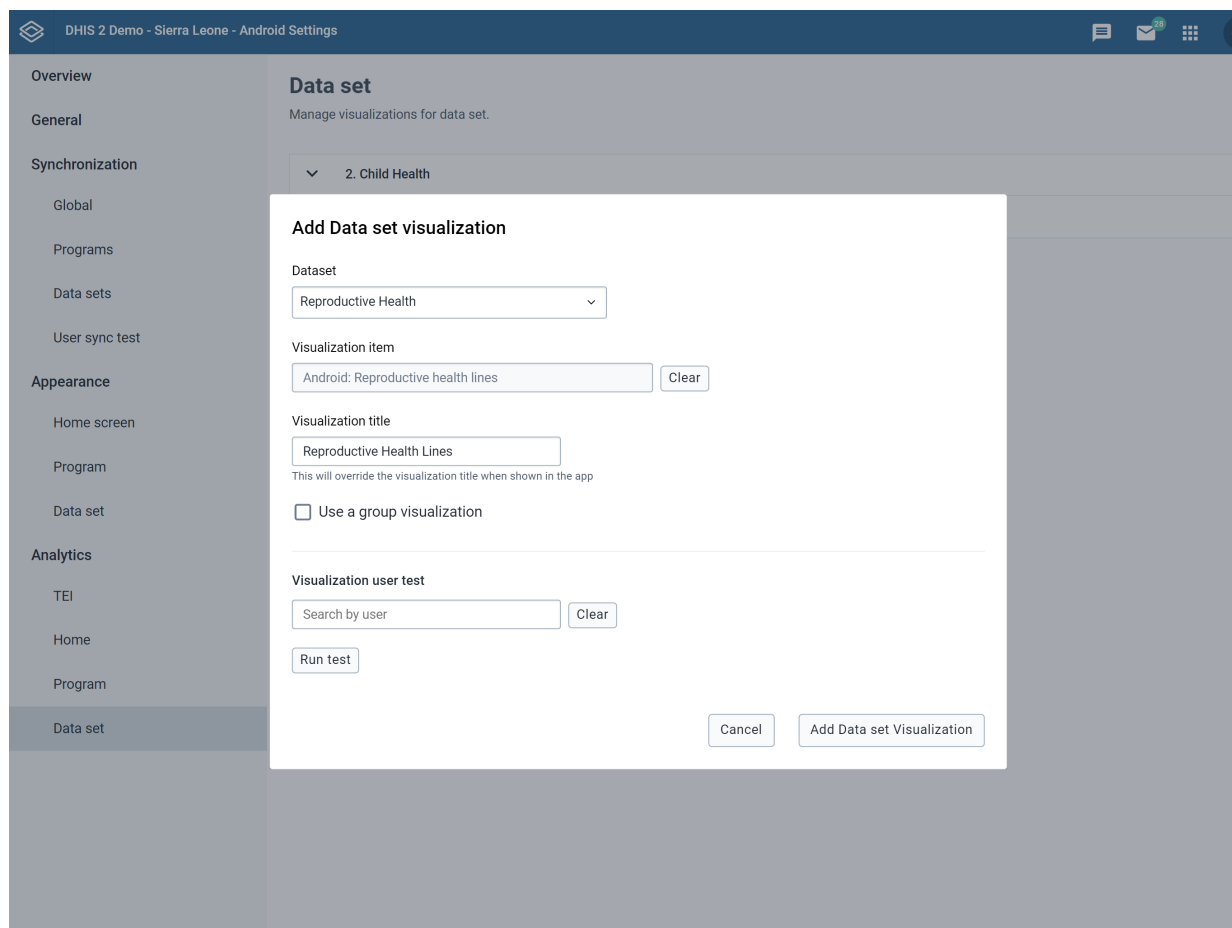 DHIS 2 Demo - Sierra Leone - Android Settings
28
Overview
General
Synchronization
Global
Programs
Data sets
User sync test
Appearance
Home screen
Program
Data set
Analytics
TEI
Home
Program
Data set
Data set
Manage visualizations for data set.
2. Child Health
Add Data set visualization
Dataset
Reproductive Health
Visualization item
Android: Reproductive health lines
Clear
Visualization title
Reproductive Health Lines
This will override the visualization title when shown in the app
Use a group visualization
Visualization user test
Search by user
Clear
Run test
Cancel
Add Data set Visualization